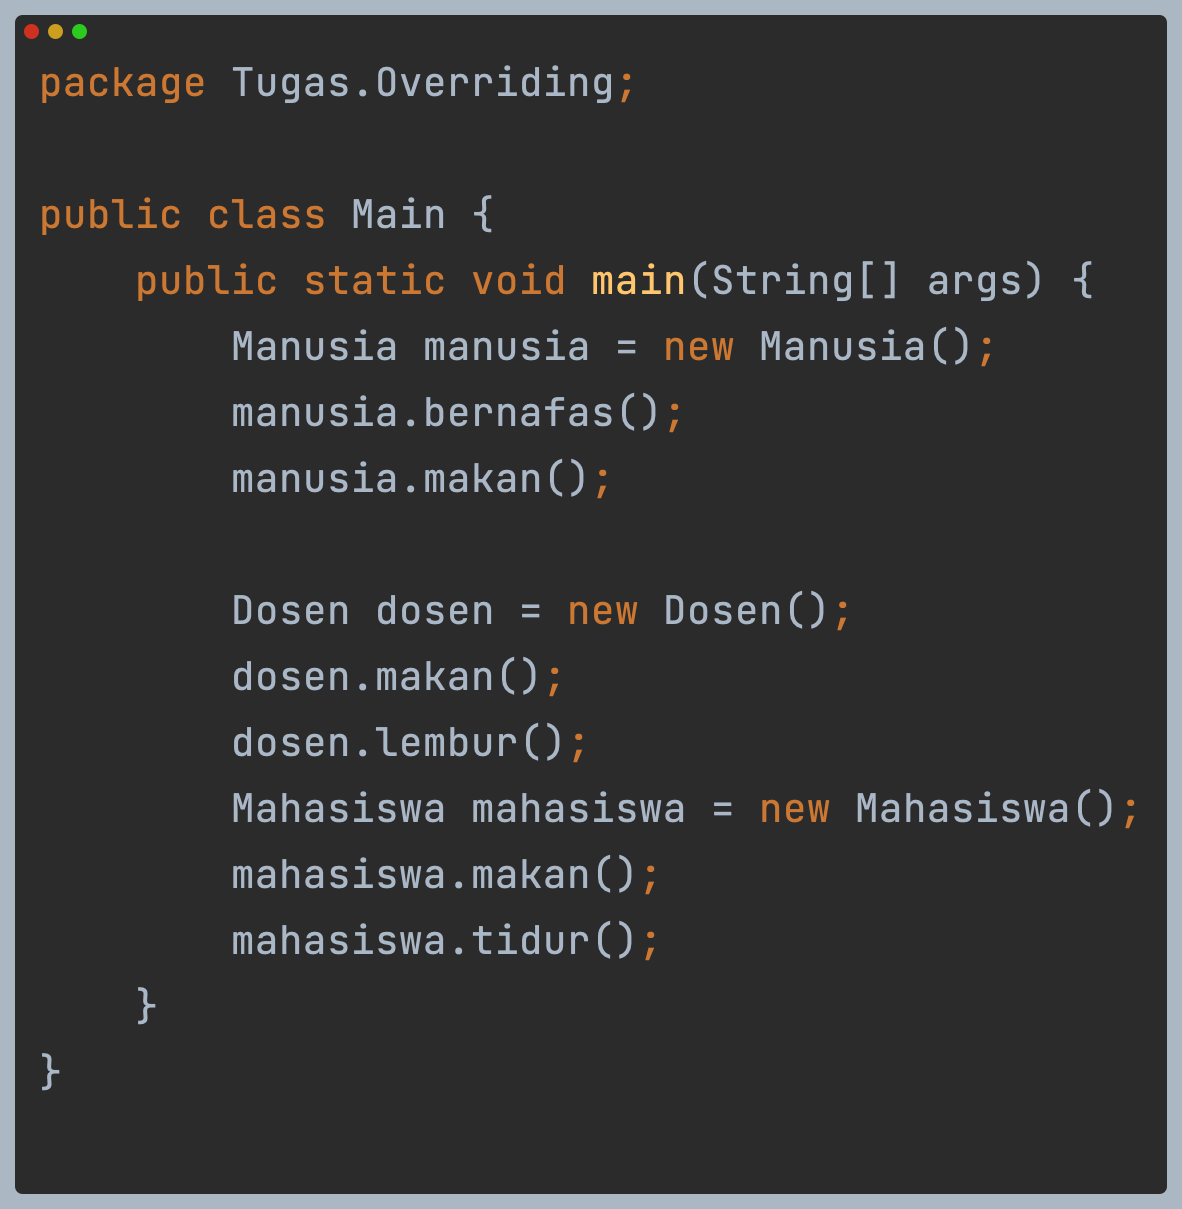 package Tugas.Overriding;
public class Main {
    public static void main(String[] args) {
        Manusia manusia = new Manusia();
        manusia.bernafas();
        manusia.makan();
        Dosen dosen = new Dosen();
        dosen.makan();
        dosen.lembur();
        Mahasiswa mahasiswa = new Mahasiswa();
        mahasiswa.makan();
        mahasiswa.tidur();
    }
}